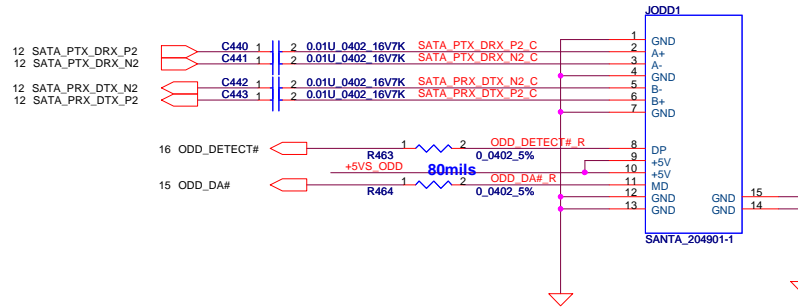 JODD1
1 GND
12 SATA_PTX_DRX_P2 C440 1 2 0.01U_0402_16V7K SATA_PTX_DRX_P2_C 2 A+
12 SATA_PTX_DRX_N2 C441 1 2 0.01U_0402_16V7K SATA_PTX_DRX_N2_C 3 A-
4 GND
12 SATA_PRX_DTX_N2 C442 1 2 0.01U_0402_16V7K SATA_PRX_DTX_N2_C 5 B-
12 SATA_PRX_DTX_P2 C443 1 2 0.01U_0402_16V7K SATA_PRX_DTX_P2_C 6 B+
7 GND
16 ODD_DETECT# 1 2 ODD_DETECT#_R 8 DP
R463 0_0402_5% 9 +5V
+5VS_ODD 80mils 10 +5V
15 ODD_DA# 1 2 ODD_DA#_R 11 MD
R464 0_0402_5% 12 GND GND 15
13 GND GND 14
SANTA_204901-1